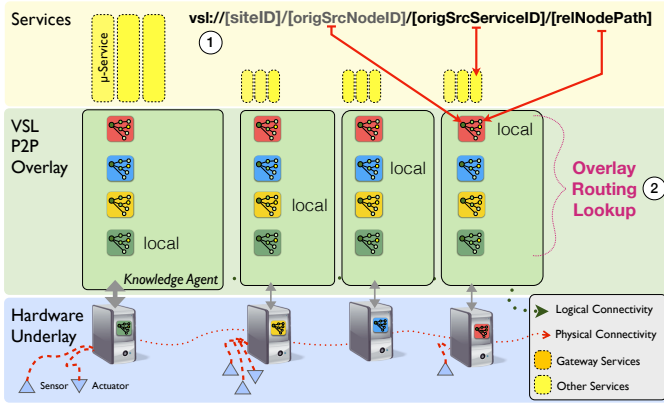 Services
vsl://[siteID]/[origSrcNodeID]/[origSrcServiceID]/[relNodePath]
1
μ-Service
VSL
P2P
Overlay
local
local
local
local
Overlay
Routing
Lookup
2
Knowledge Agent
Hardware
Underlay
Sensor
Actuator
Logical Connectivity
Physical Connectivity
Gateway Services
Other Services